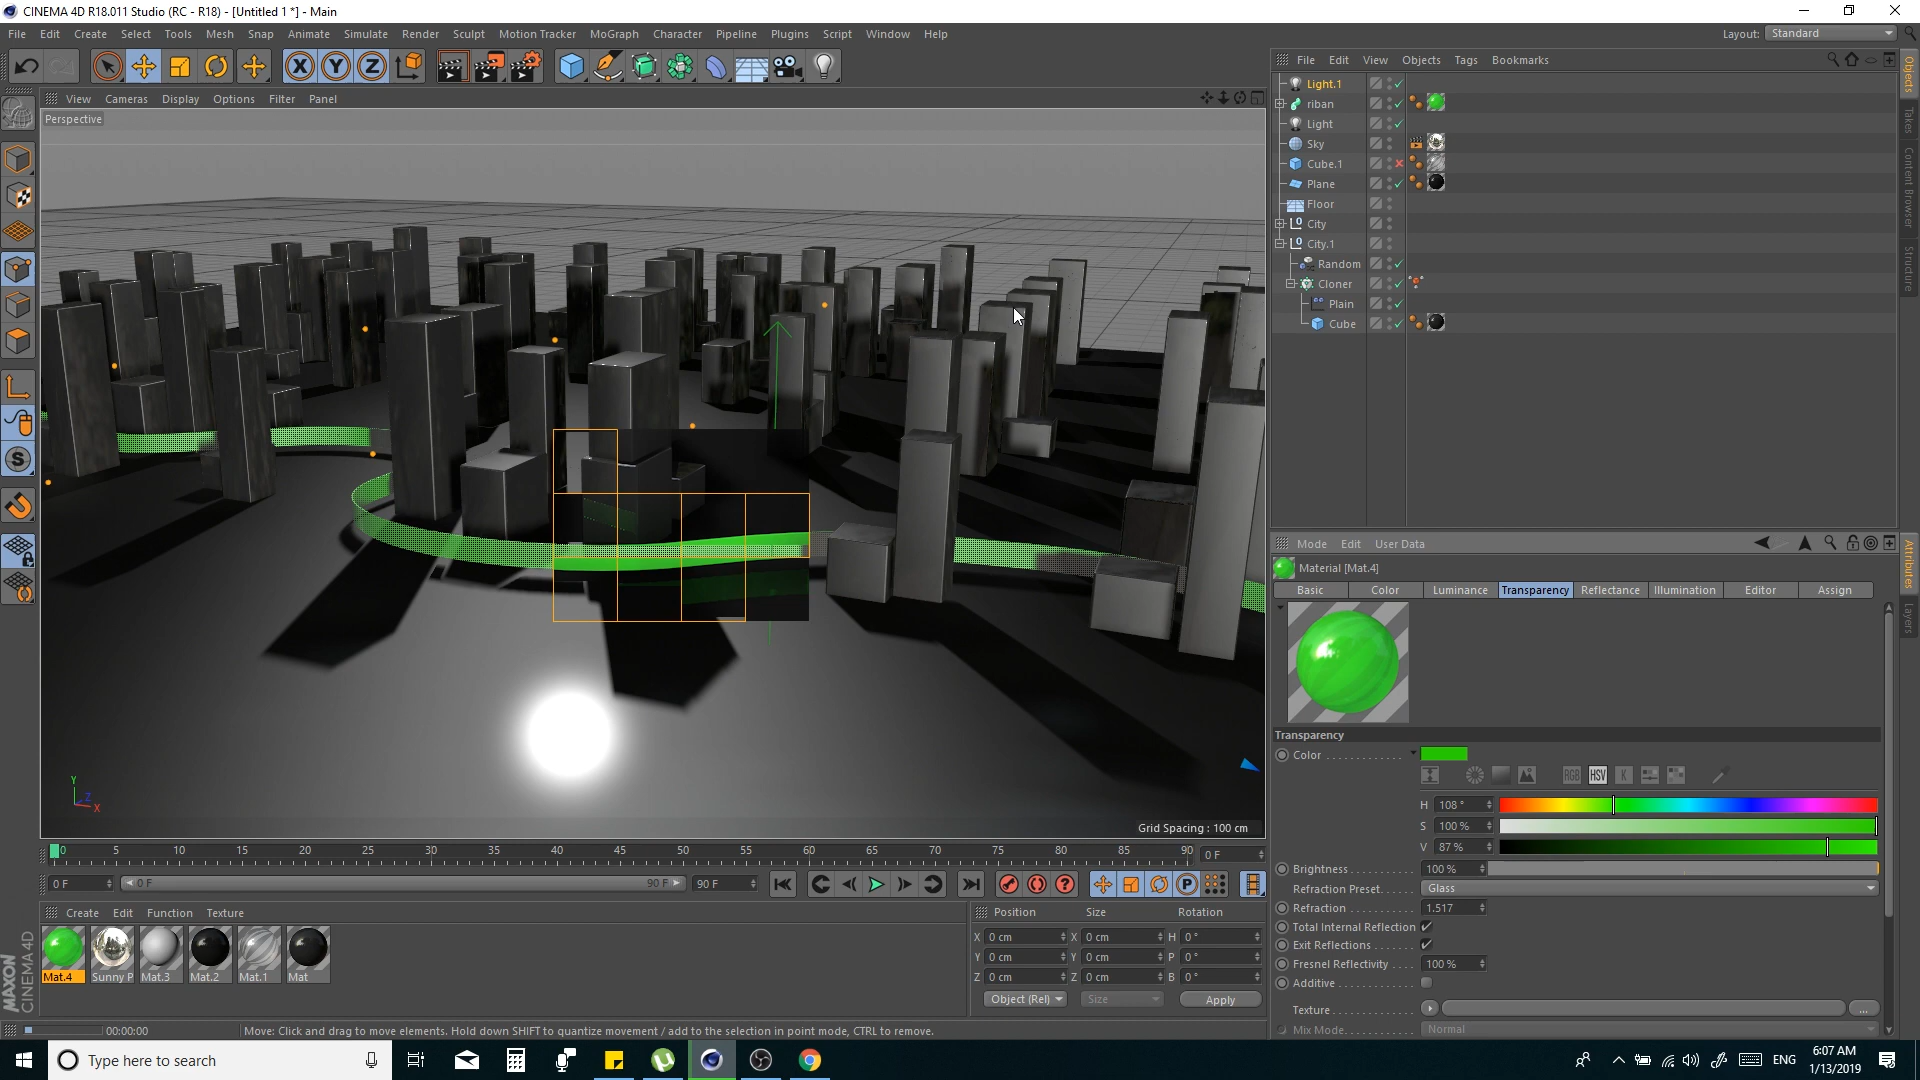 CINEMA 4D R18.011 Studio (RC - R18) - [Untitled 1 *] - Main
File Edit Create Select Tools Mesh Snap Animate Simulate Render Sculpt Motion Tracker MoGraph Character Pipeline Plugins Script Window Help
Layout: Standard
X Y Z
View Cameras Display Options Filter Panel
Perspective
Y
Z
X
Grid Spacing : 100 cm
File Edit View Objects Tags Bookmarks
Light.1
riban
Light
Sky
Cube.1
Plane
Floor
City
City.1
Random
Cloner
Plain
Cube
Objects
Takes
Content Browser
Structure
Mode Edit User Data
Material [Mat.4]
Basic Color Luminance Transparency Reflectance Illumination Editor Assign
Attributes
Layers
Transparency
Color
RGB HSV K
H 108 °
S 100 %
V 87 %
Brightness 100 %
Refraction Preset Glass
Refraction 1.517
Total Internal Reflection
Exit Reflections
Fresnel Reflectivity 100 %
Additive
Texture ...
Mix Mode Normal
0 5 10 15 20 25 30 35 40 45 50 55 60 65 70 75 80 85 90 0 F
0 F 0 F 90 F 90 F
Create Edit Function Texture
Mat.4 Sunny P Mat.3 Mat.2 Mat.1 Mat
Position Size Rotation
X 0 cm X 0 cm H 0 °
Y 0 cm Y 0 cm P 0 °
Z 0 cm Z 0 cm B 0 °
Object (Rel) Size Apply
MAXON
CINEMA 4D
00:00:00 Move: Click and drag to move elements. Hold down SHIFT to quantize movement / add to the selection in point mode, CTRL to remove.
Type here to search
ENG
6:07 AM
1/13/2019